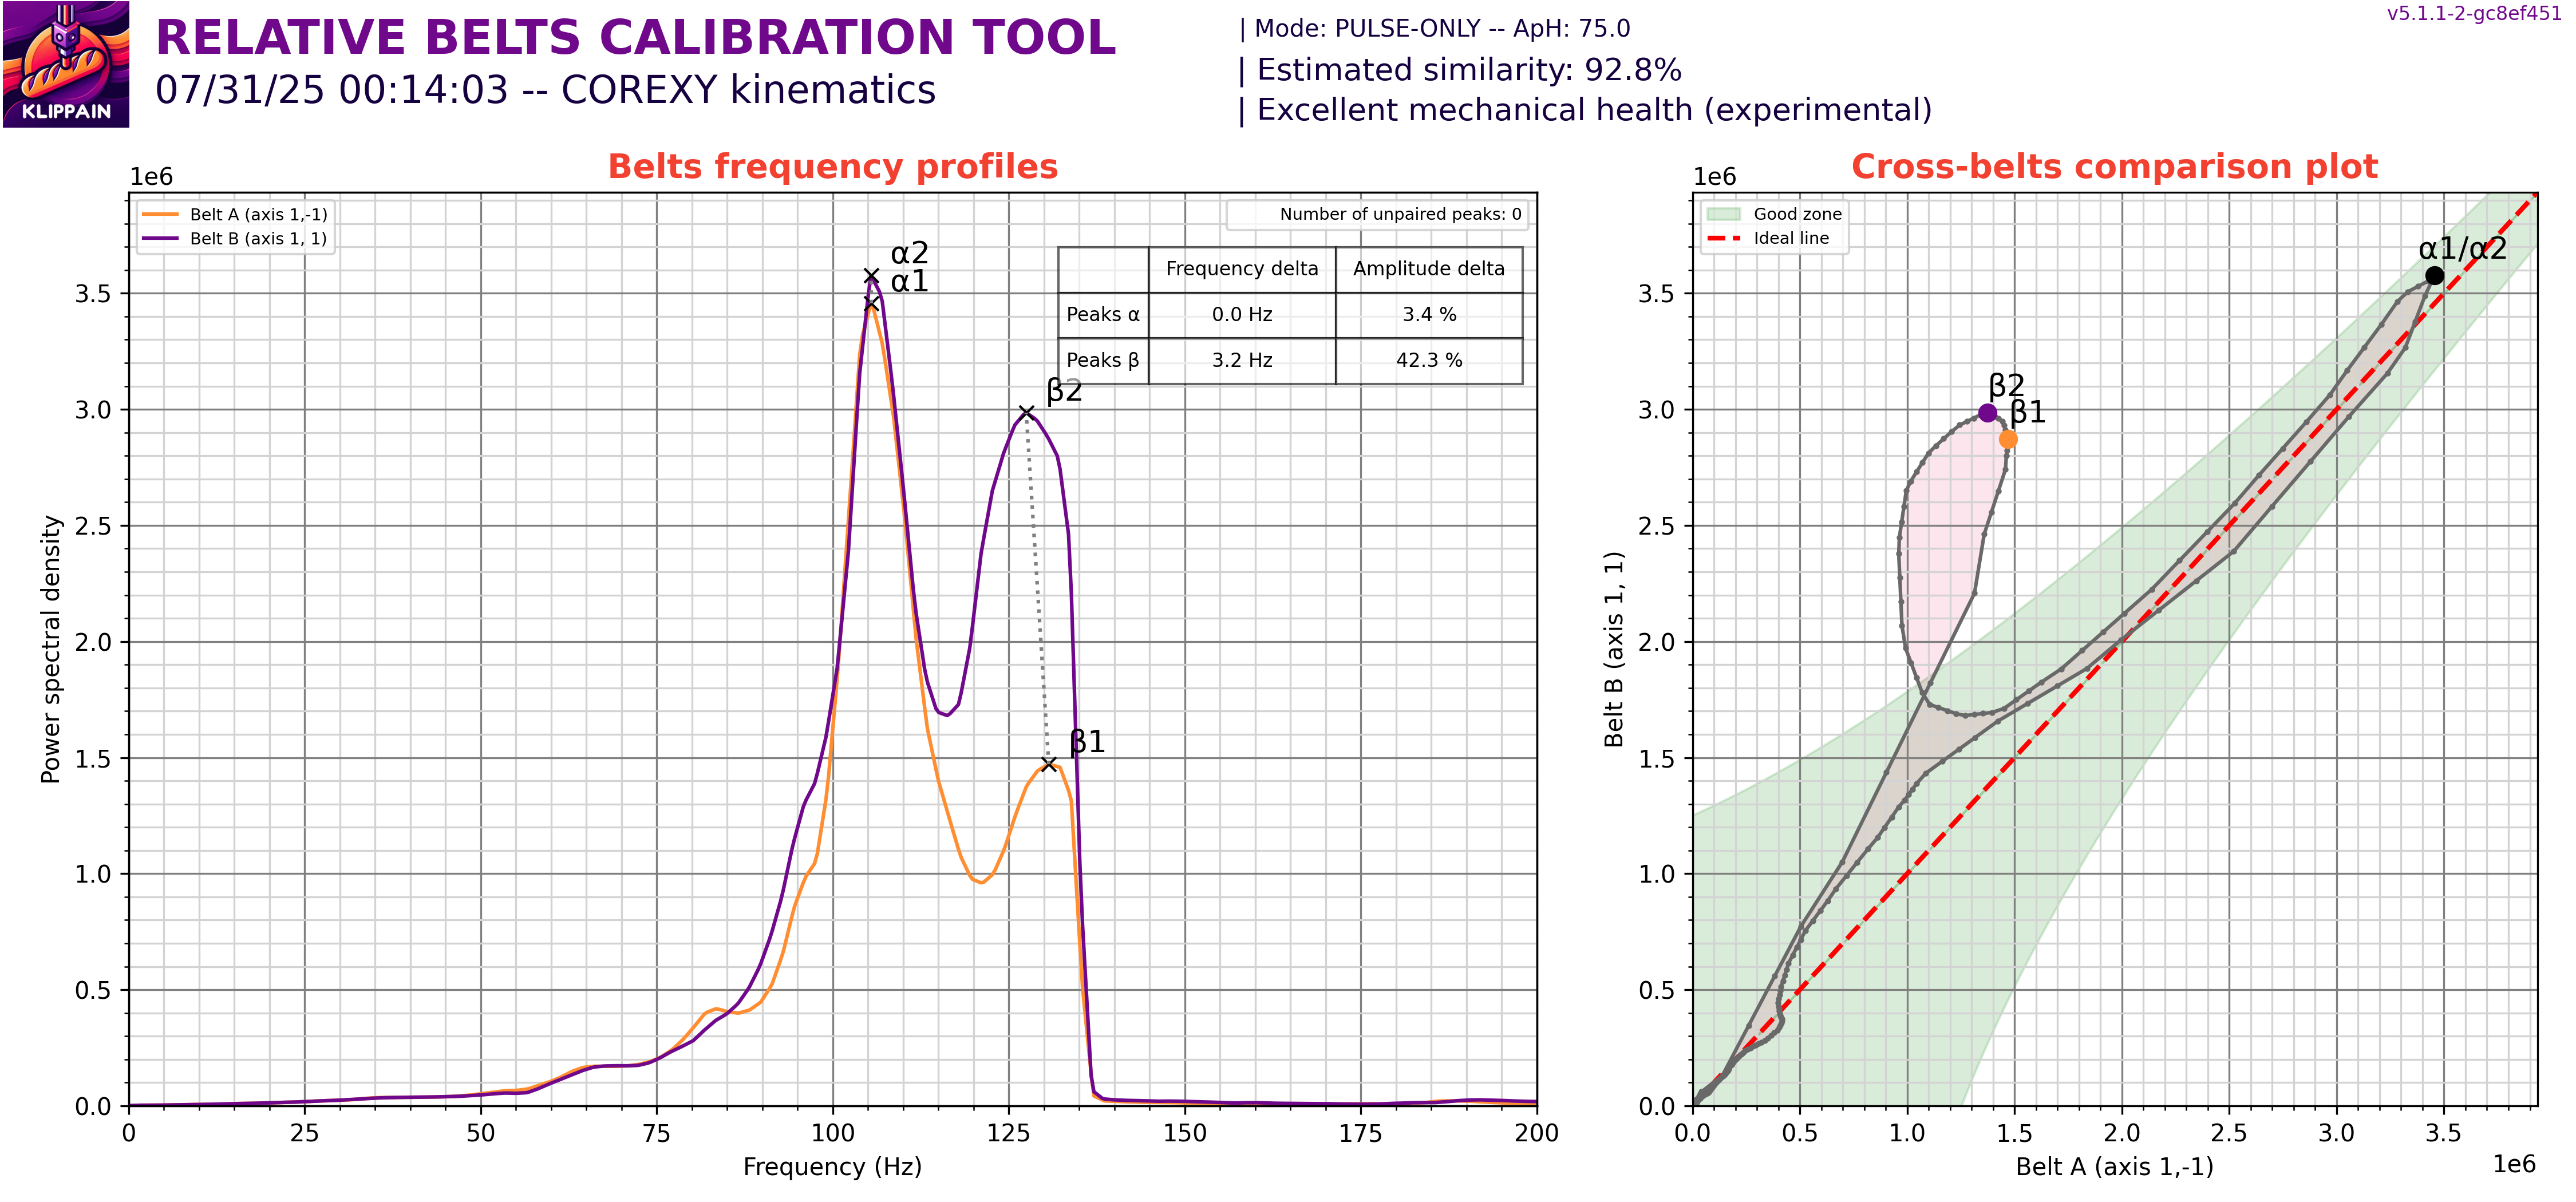 v5.1.1-2-gc8ef451
KLIPPAIN
RELATIVE BELTS CALIBRATION TOOL
07/31/25 00:14:03 -- COREXY kinematics
| Mode: PULSE-ONLY -- ApH: 75.0
| Estimated similarity: 92.8%
| Excellent mechanical health (experimental)
Belts frequency profiles
1e6
Belt A (axis 1,-1)
Belt B (axis 1, 1)
Number of unpaired peaks: 0
Frequency delta Amplitude delta
Peaks α 0.0 Hz 3.4 %
Peaks β 3.2 Hz 42.3 %
α2
α1
β2
β1
Power spectral density
3.5
3.0
2.5
2.0
1.5
1.0
0.5
0.0
0 25 50 75 100 125 150 175 200
Frequency (Hz)
Cross-belts comparison plot
1e6
Good zone
Ideal line
α1/α2
β2
β1
Belt B (axis 1, 1)
3.5
3.0
2.5
2.0
1.5
1.0
0.5
0.0
0.0 0.5 1.0 1.5 2.0 2.5 3.0 3.5
Belt A (axis 1,-1)
1e6